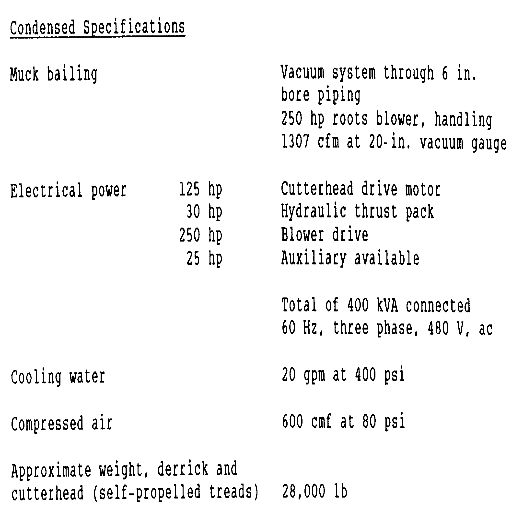 Condensed Specifications
Muck bailing Vacuum system through 6 in.
bore piping
250 hp roots blower, handling
1307 cfm at 20-in. vacuum gauge
Electrical power 125 hp Cutterhead drive motor
30 hp Hydraulic thrust pack
250 hp Blower drive
25 hp Auxiliary available
Total of 400 kVA connected
60 Hz, three phase, 480 V, ac
Cooling water 20 gpm at 400 psi
Compressed air 600 cmf at 80 psi
Approximate weight, derrick and
cutterhead (self-propelled treads) 28,000 lb